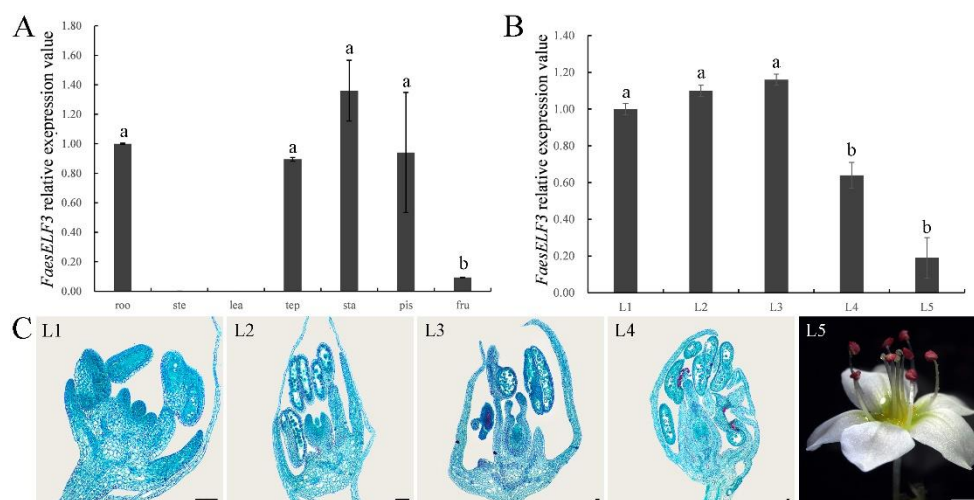 A
B
FaesELF3 relative exepression value
1.80
1.60
1.40
1.20
1.00
0.80
0.60
0.40
0.20
0.00
a
a
a
a
b
roo ste lea tep sta pis fru
FaesELF3 relative exepression value
1.40
1.20
1.00
0.80
0.60
0.40
0.20
0.00
a
a
a
b
b
L1 L2 L3 L4 L5
C
L1
L2
L3
L4
L5